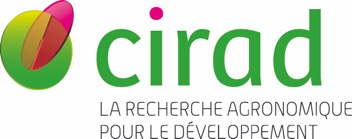 cirad
LA RECHERCHE AGRONOMIQUE
POUR LE DÉVELOPPEMENT